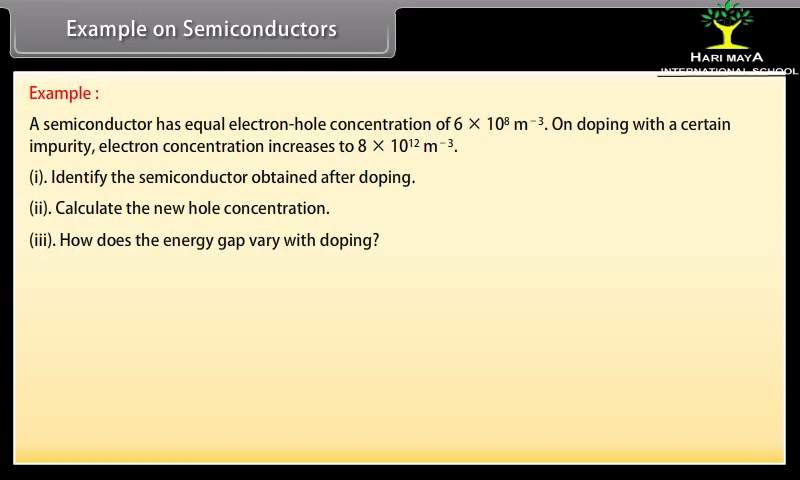 Example on Semiconductors
HARI MAYA
INTERNATIONAL SCHOOL
Example :
A semiconductor has equal electron-hole concentration of 6 × 10⁸ m⁻³. On doping with a certain
impurity, electron concentration increases to 8 × 10¹² m⁻³.
(i). Identify the semiconductor obtained after doping.
(ii). Calculate the new hole concentration.
(iii). How does the energy gap vary with doping?